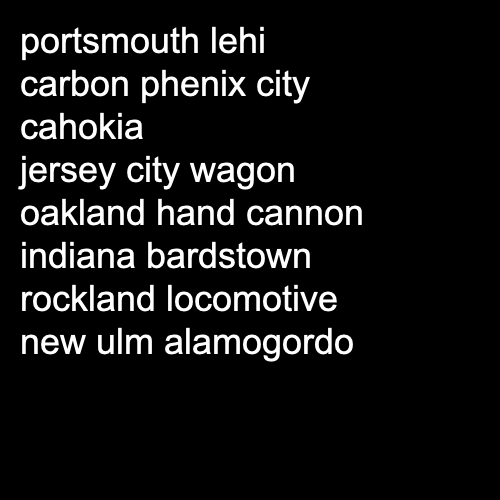 portsmouth lehi
carbon phenix city
cahokia
jersey city wagon
oakland hand cannon
indiana bardstown
rockland locomotive
new ulm alamogordo